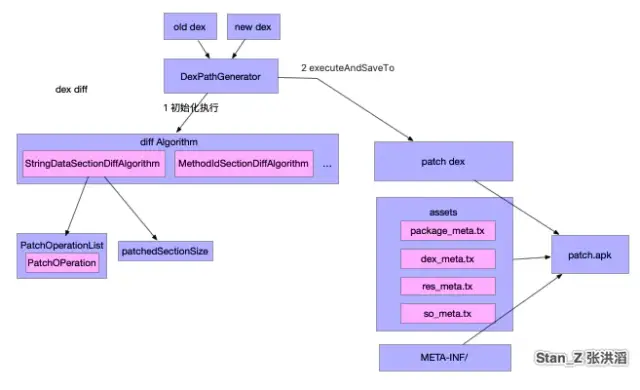 old dex
new dex
DexPathGenerator
2 executeAndSaveTo
dex diff
1 初始化执行
diff Algorithm
StringDataSectionDiffAlgorithm
MethodIdSectionDiffAlgorithm
...
patch dex
assets
package_meta.tx
dex_meta.tx
res_meta.tx
so_meta.tx
PatchOperationList
PatchOPeration
patchedSectionSize
patch.apk
META-INF/
Stan_Z 张洪滔